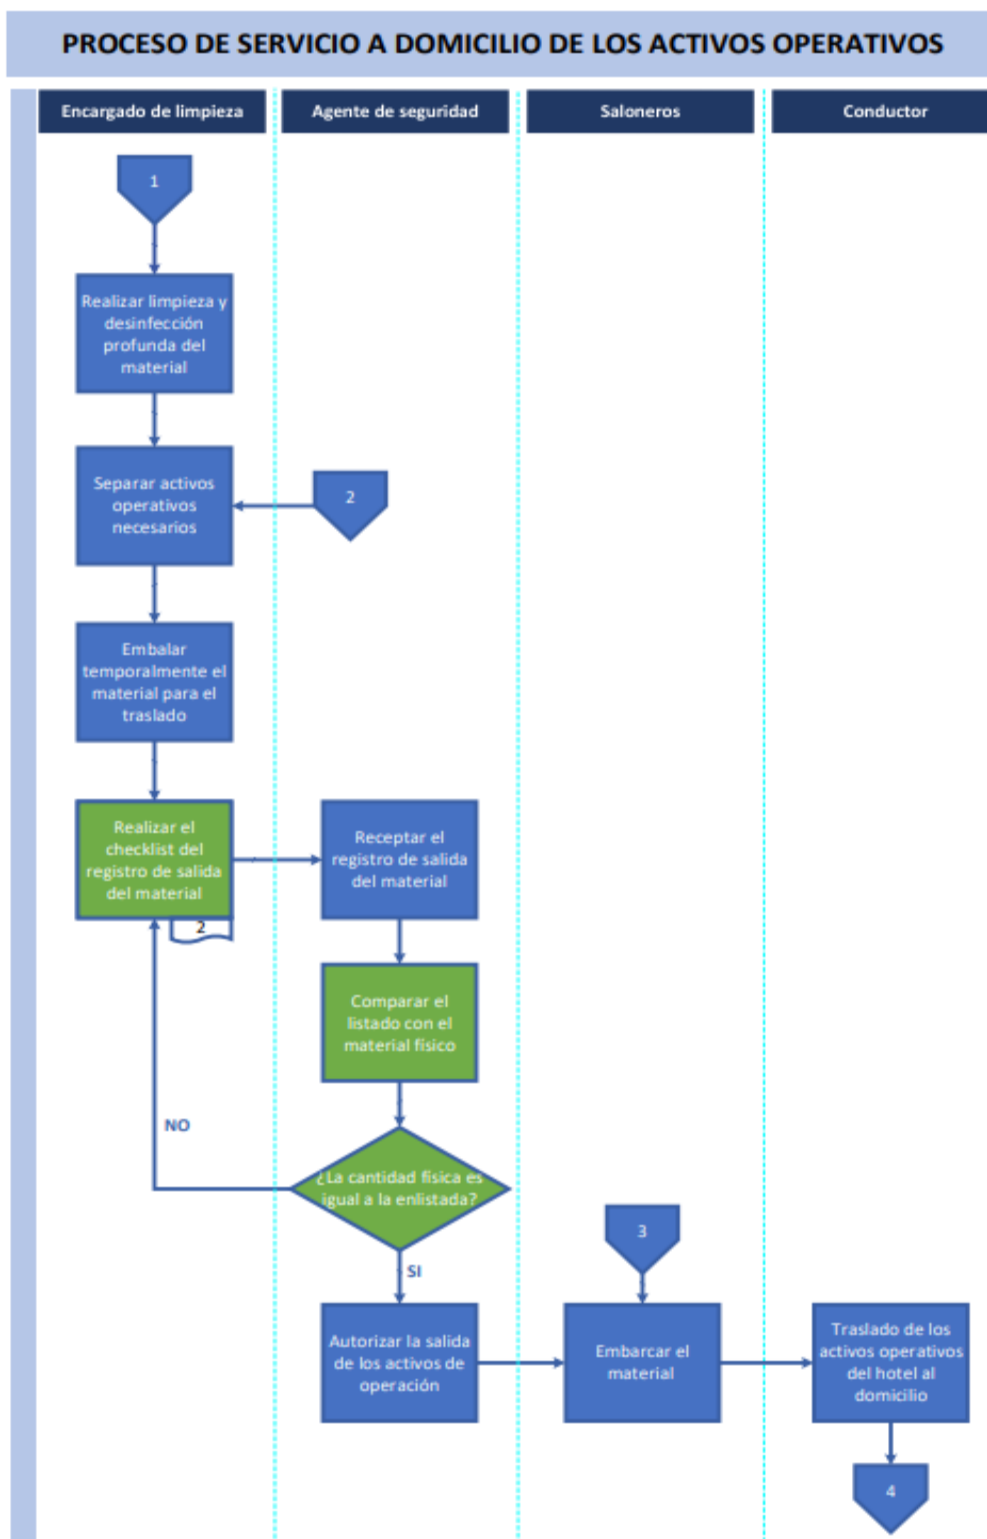 PROCESO DE SERVICIO A DOMICILIO DE LOS ACTIVOS OPERATIVOS
Encargado de limpieza
Agente de seguridad
Saloneros
Conductor
1
Realizar limpieza y
desinfección
profunda del
material
Separar activos
operativos
necesarios
2
Embalar
temporalmente el
material para el
traslado
Realizar el
checklist del
registro de salida
del material
2
Receptar el
registro de salida
del material
Comparar el
listado con el
material físico
¿La cantidad física es
igual a la enlistada?
NO
SI
3
Autorizar la salida
de los activos de
operación
Embarcar el
material
Traslado de los
activos operativos
del hotel al
domicilio
4